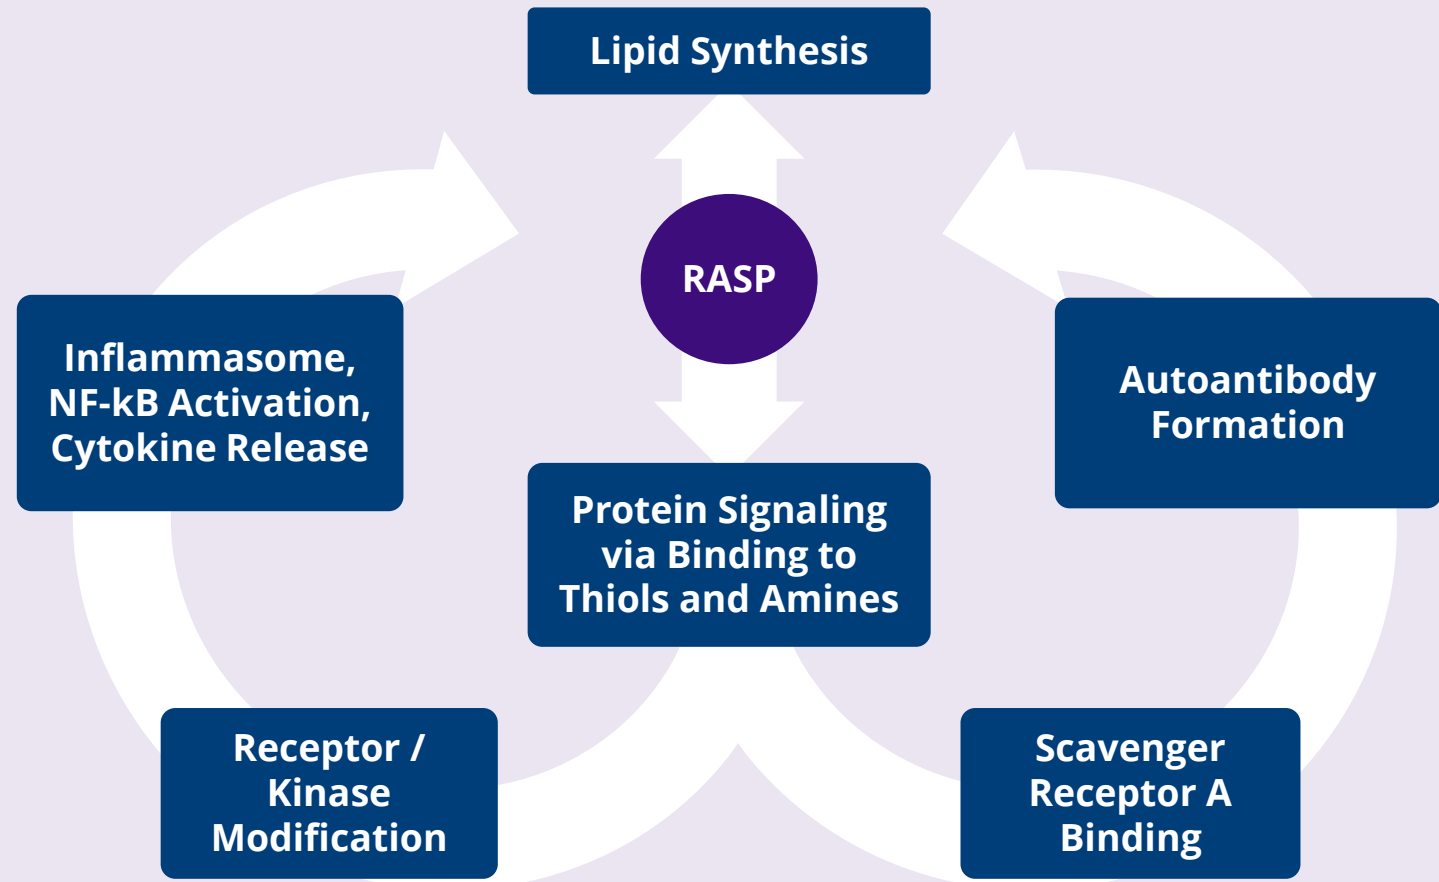 Lipid Synthesis
RASP
Inflammasome,
NF-kB Activation,
Cytokine Release
Autoantibody
Formation
Protein Signaling
via Binding to
Thiols and Amines
Receptor /
Kinase
Modification
Scavenger
Receptor A
Binding